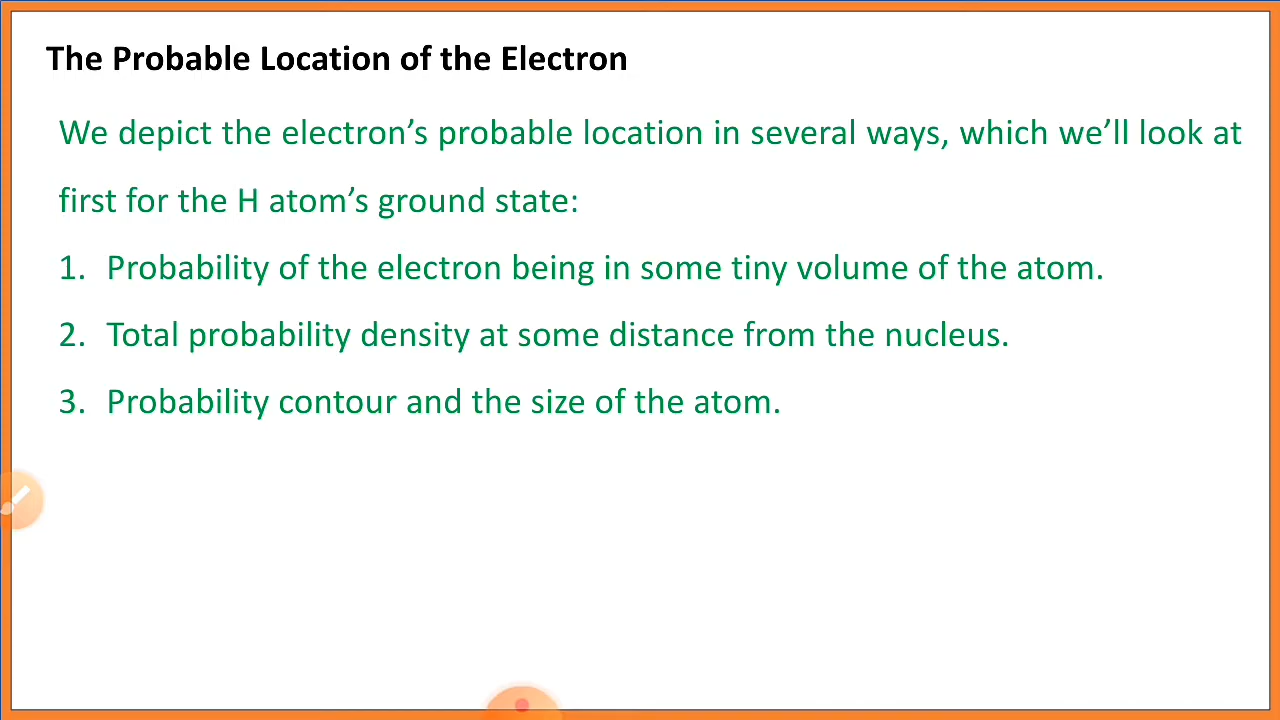 The Probable Location of the Electron
We depict the electron’s probable location in several ways, which we’ll look at
first for the H atom’s ground state:
1. Probability of the electron being in some tiny volume of the atom.
2. Total probability density at some distance from the nucleus.
3. Probability contour and the size of the atom.